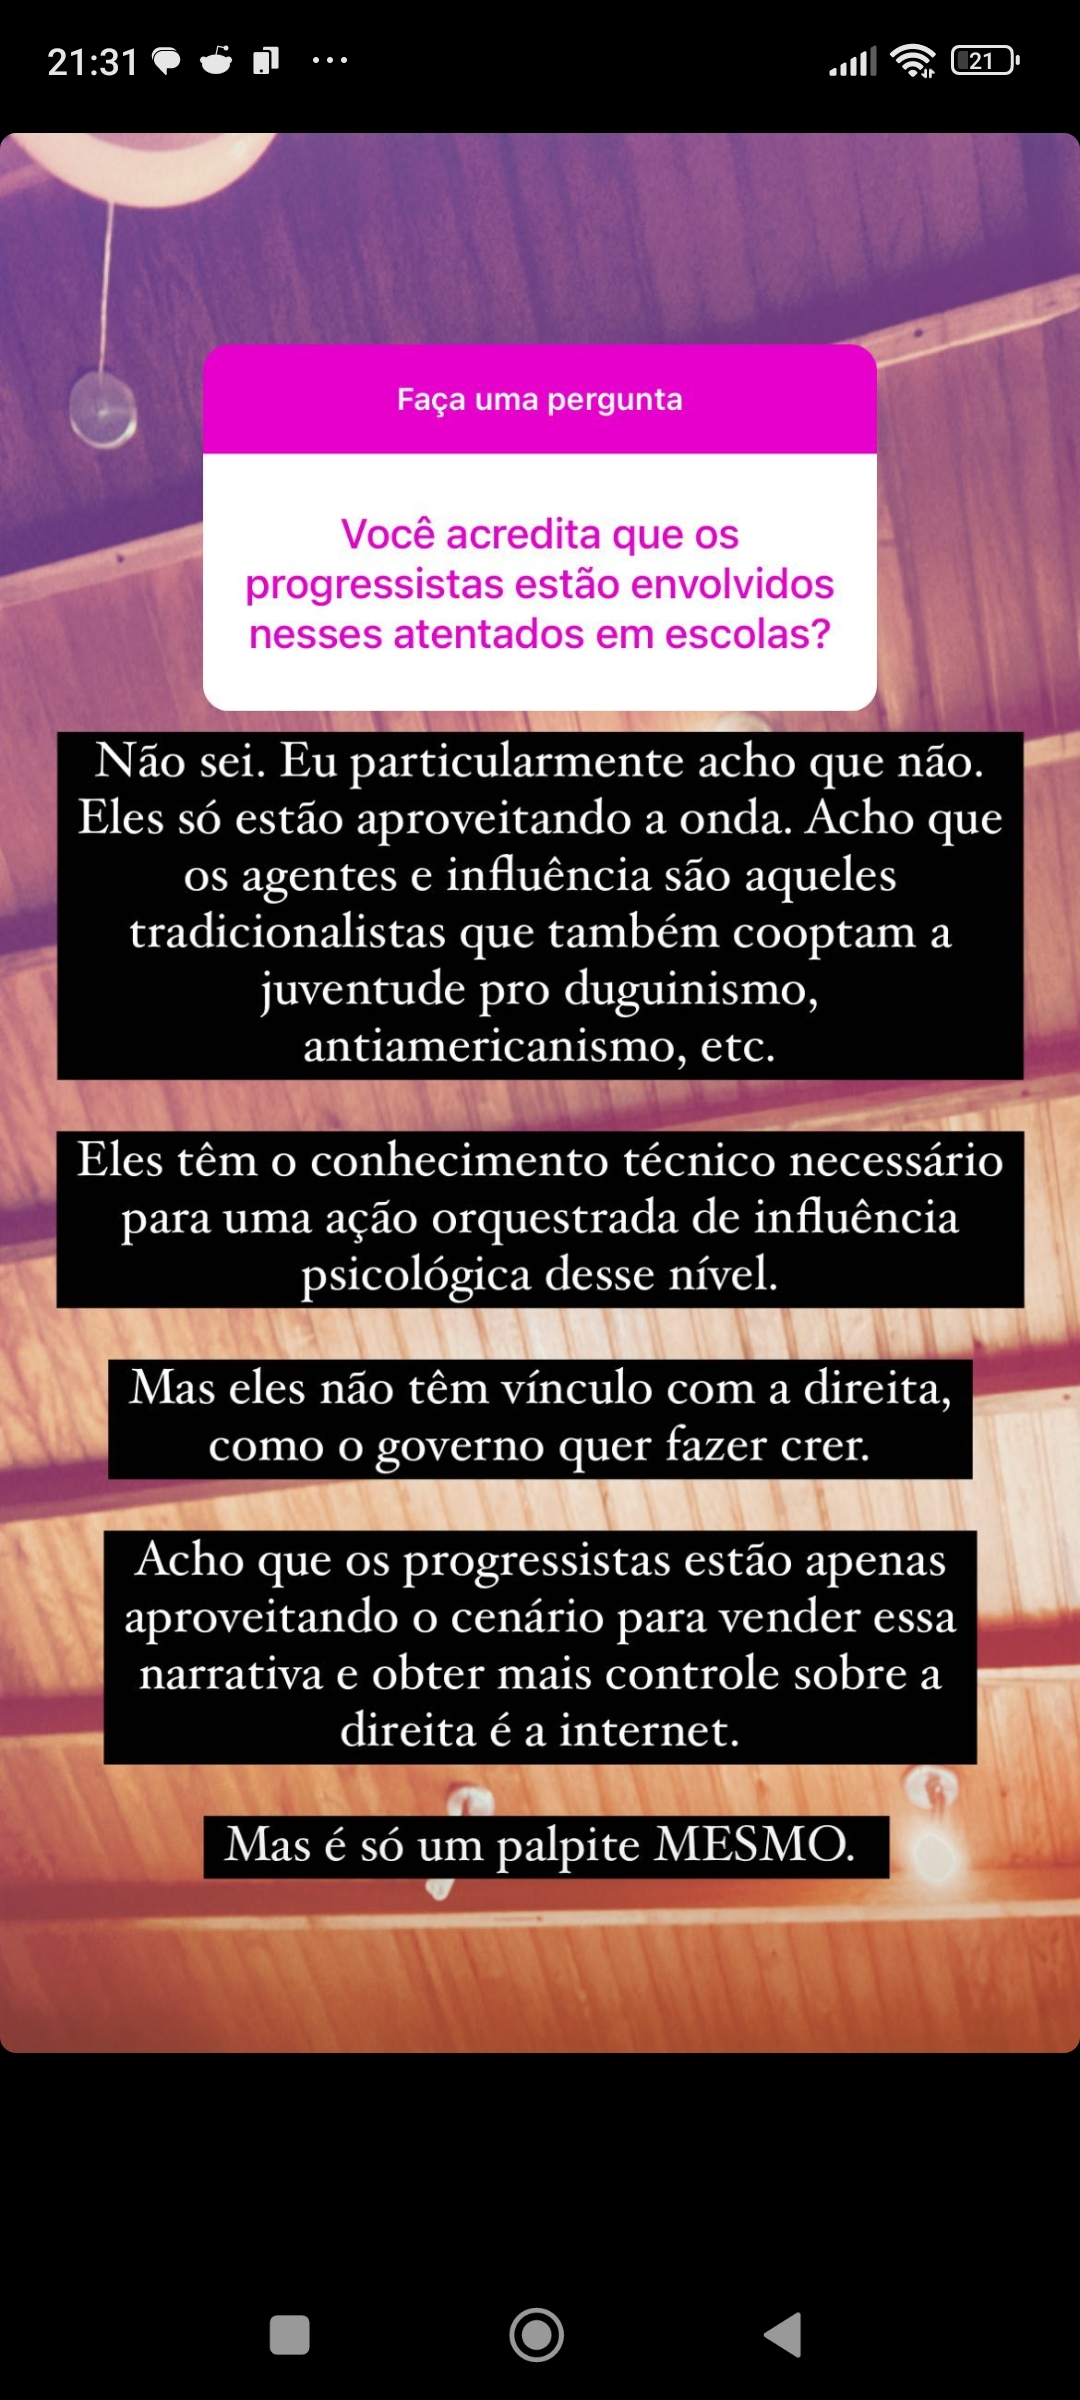 21:31
21
Faça uma pergunta
Você acredita que os
progressistas estão envolvidos
nesses atentados em escolas?
Não sei. Eu particularmente acho que não.
Eles só estão aproveitando a onda. Acho que
os agentes e influência são aqueles
tradicionalistas que também cooptam a
juventude pro duguinismo,
antiamericanismo, etc.
Eles têm o conhecimento técnico necessário
para uma ação orquestrada de influência
psicológica desse nível.
Mas eles não têm vínculo com a direita,
como o governo quer fazer crer.
Acho que os progressistas estão apenas
aproveitando o cenário para vender essa
narrativa e obter mais controle sobre a
direita é a internet.
Mas é só um palpite MESMO.